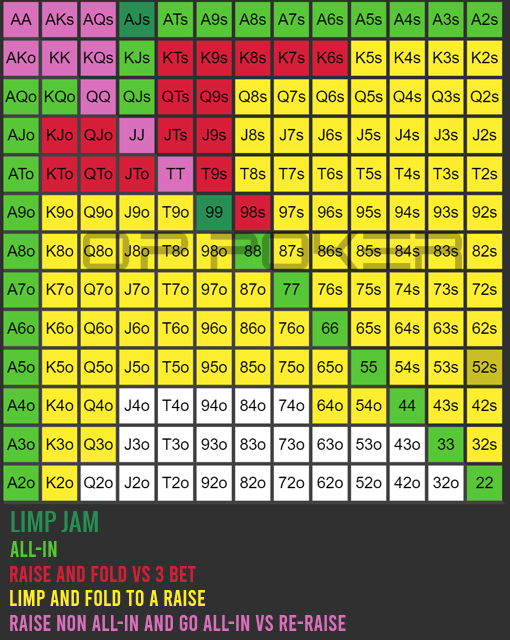 AA AKs AQs AJs ATs A9s A8s A7s A6s A5s A4s A3s A2s
AKo KK KQs KJs KTs K9s K8s K7s K6s K5s K4s K3s K2s
AQo KQo QQ QJs QTs Q9s Q8s Q7s Q6s Q5s Q4s Q3s Q2s
AJo KJo QJo JJ JTs J9s J8s J7s J6s J5s J4s J3s J2s
ATo KTo QTo JTo TT T9s T8s T7s T6s T5s T4s T3s T2s
A9o K9o Q9o J9o T9o 99 98s 97s 96s 95s 94s 93s 92s
A8o K8o Q8o J8o T8o 98o 88 87s 86s 85s 84s 83s 82s
OP POKER
A7o K7o Q7o J7o T7o 97o 87o 77 76s 75s 74s 73s 72s
A6o K6o Q6o J6o T6o 96o 86o 76o 66 65s 64s 63s 62s
A5o K5o Q5o J5o T5o 95o 85o 75o 65o 55 54s 53s 52s
A4o K4o Q4o J4o T4o 94o 84o 74o 64o 54o 44 43s 42s
A3o K3o Q3o J3o T3o 93o 83o 73o 63o 53o 43o 33 32s
A2o K2o Q2o J2o T2o 92o 82o 72o 62o 52o 42o 32o 22
LIMP JAM
ALL-IN
RAISE AND FOLD VS 3 BET
LIMP AND FOLD TO A RAISE
RAISE NON ALL-IN AND GO ALL-IN VS RE-RAISE